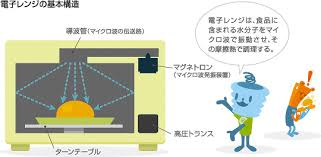 電子レンジの基本構造
導波管(マイクロ波の伝送路)
マグネトロン
(マイクロ波発振装置)
高圧トランス
ターンテーブル
電子レンジは、食品に
含まれる水分子をマイ
クロ波で振動させ、そ
の摩擦熱で調理する。